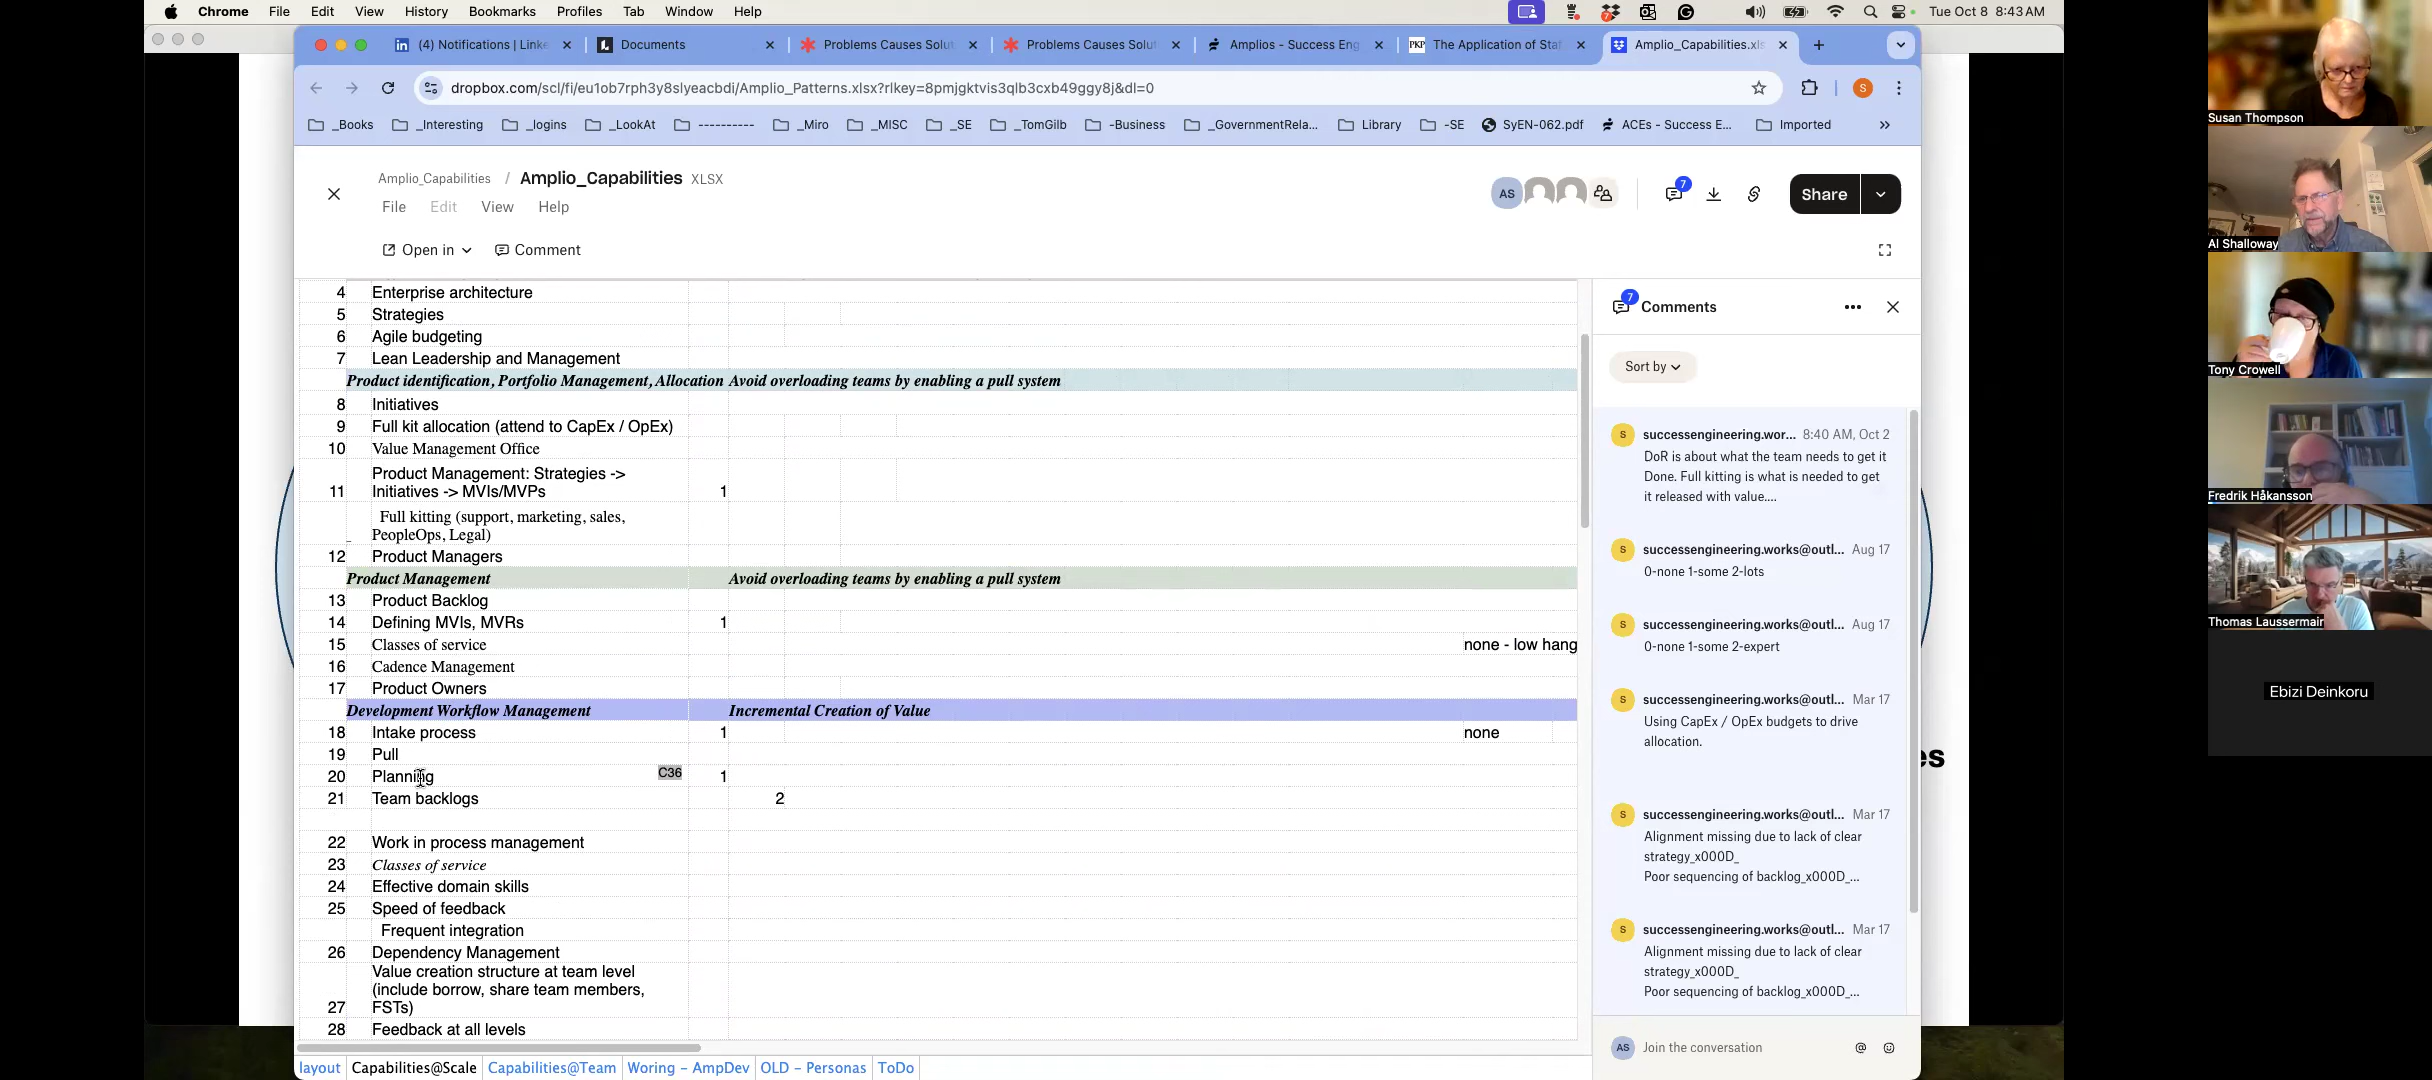 Chrome File Edit View History Bookmarks Profiles Tab Window Help
7
Tue Oct 8 8:43 AM
(4) Notifications | Linke
Documents
Problems Causes Solut
Problems Causes Solut
Amplios - Success Eng
PKP The Application of Staf
Amplio_Capabilities.xls
dropbox.com/scl/fi/eu1ob7rph3y8slyeacbdi/Amplio_Patterns.xlsx?rlkey=8pmjgktvis3qlb3cxb49ggy8j&dl=0
S
_Books _Interesting _logins _LookAt ---------- _Miro _MISC _SE _TomGilb -Business _GovernmentRela... Library -SE SyEN-062.pdf ACEs - Success E... Imported »
Amplio_Capabilities / Amplio_Capabilities XLSX
File Edit View Help
AS
7
Share
Open in
Comment
4 Enterprise architecture
5 Strategies
6 Agile budgeting
7 Lean Leadership and Management
Product identification, Portfolio Management, Allocation Avoid overloading teams by enabling a pull system
8 Initiatives
9 Full kit allocation (attend to CapEx / OpEx)
10 Value Management Office
Product Management: Strategies ->
11 Initiatives -> MVIs/MVPs 1
Full kitting (support, marketing, sales,
_ PeopleOps, Legal)
12 Product Managers
Product Management Avoid overloading teams by enabling a pull system
13 Product Backlog
14 Defining MVIs, MVRs 1
15 Classes of service none - low hang
16 Cadence Management
17 Product Owners
Development Workflow Management Incremental Creation of Value
18 Intake process 1 none
19 Pull
20 Planning C36 1
21 Team backlogs 2
22 Work in process management
23 Classes of service
24 Effective domain skills
25 Speed of feedback
Frequent integration
26 Dependency Management
Value creation structure at team level
(include borrow, share team members,
27 FSTs)
28 Feedback at all levels
layout Capabilities@Scale Capabilities@Team Woring - AmpDev OLD - Personas ToDo
7 Comments
Sort by
S successengineering.wor... 8:40 AM, Oct 2
DoR is about what the team needs to get it
Done. Full kitting is what is needed to get
it released with value....
S successengineering.works@outl... Aug 17
0-none 1-some 2-lots
S successengineering.works@outl... Aug 17
0-none 1-some 2-expert
S successengineering.works@outl... Mar 17
Using CapEx / OpEx budgets to drive
allocation.
S successengineering.works@outl... Mar 17
Alignment missing due to lack of clear
strategy_x000D_
Poor sequencing of backlog_x000D_...
S successengineering.works@outl... Mar 17
Alignment missing due to lack of clear
strategy_x000D_
Poor sequencing of backlog_x000D_...
AS Join the conversation
es
Susan Thompson
Al Shalloway
Tony Crowell
Fredrik Håkansson
Thomas Laussermair
Ebizi Deinkoru